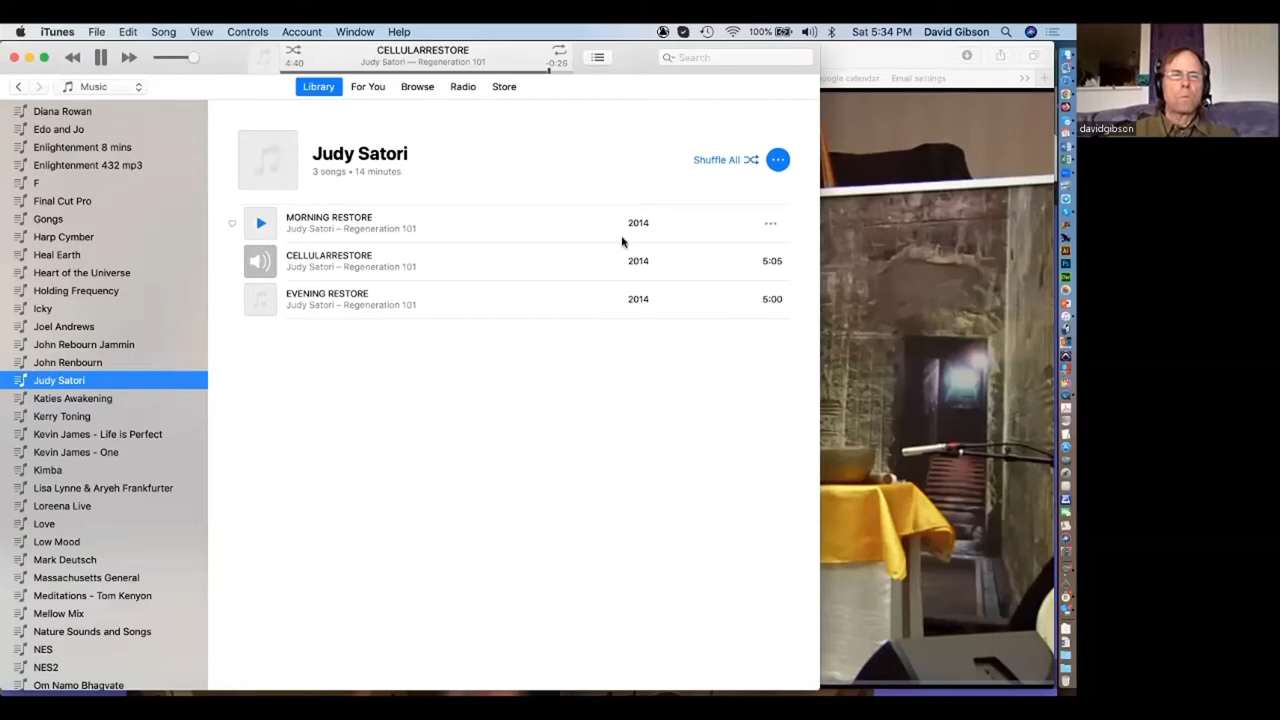 iTunes File Edit Song View Controls Account Window Help
100% Sat 5:34 PM David Gibson
CELLULARRESTORE
4:40 Judy Satori — Regeneration 101 -0:26
Search
google calendar Email settings
Music
Library For You Browse Radio Store
davidgibson
Diana Rowan
Edo and Jo
Enlightenment 8 mins
Enlightenment 432 mp3
F
Final Cut Pro
Gongs
Harp Cymber
Heal Earth
Heart of the Universe
Holding Frequency
Icky
Joel Andrews
John Rebourn Jammin
John Renbourn
Judy Satori
Katies Awakening
Kerry Toning
Kevin James - Life is Perfect
Kevin James - One
Kimba
Lisa Lynne & Aryeh Frankfurter
Loreena Live
Love
Low Mood
Mark Deutsch
Massachusetts General
Meditations - Tom Kenyon
Mellow Mix
Nature Sounds and Songs
NES
NES2
Om Namo Bhagvate
Judy Satori
3 songs • 14 minutes
Shuffle All
MORNING RESTORE
Judy Satori – Regeneration 101
2014
CELLULARRESTORE
Judy Satori – Regeneration 101
2014 5:05
EVENING RESTORE
Judy Satori – Regeneration 101
2014 5:00